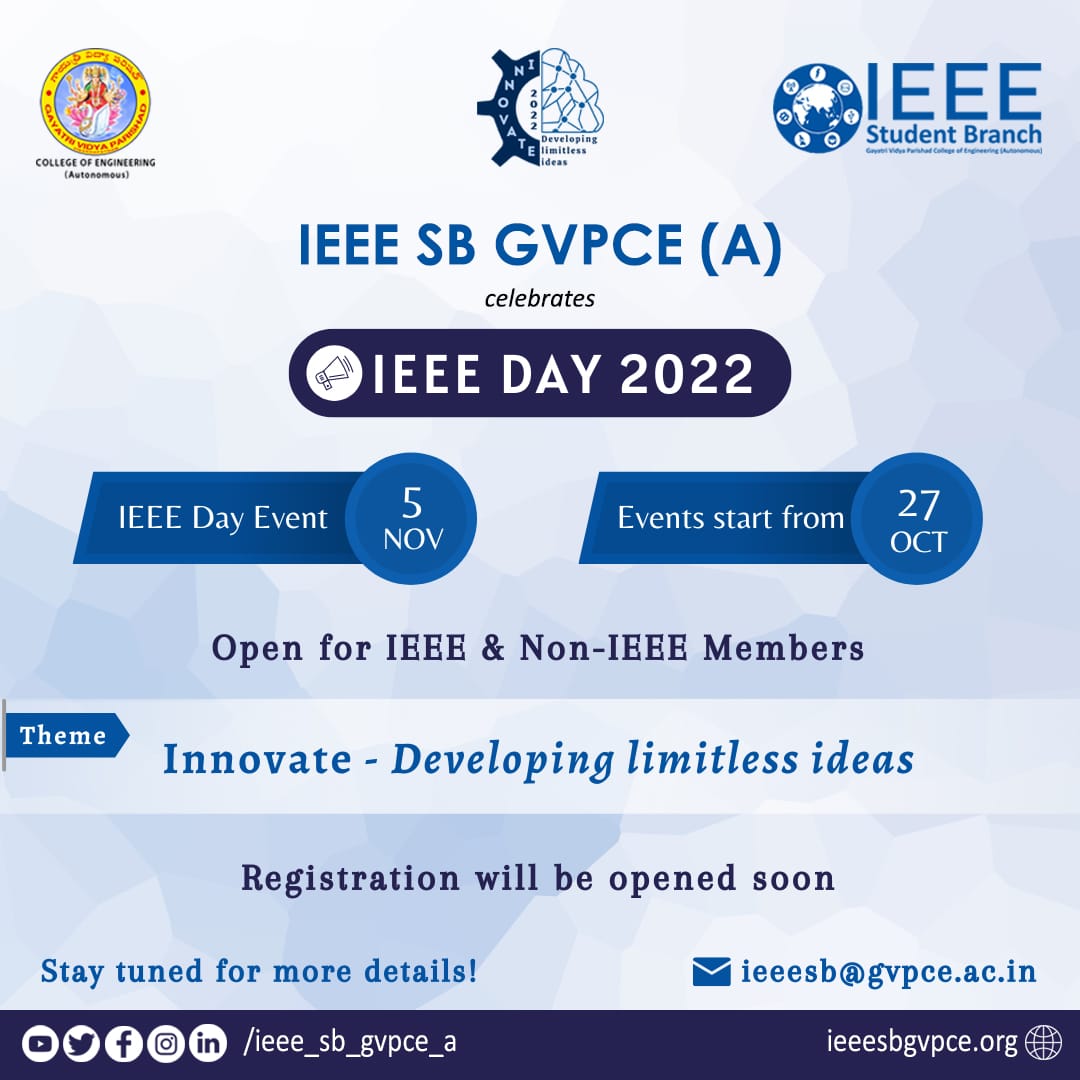 గాయత్రీ విద్యా పరిషత్
GAYATRI VIDYA PARISHAD
COLLEGE OF ENGINEERING
(Autonomous)
INNOVATE
2022
Developing
limitless
ideas
IEEE
Student Branch
Gayatri Vidya Parishad College of Engineering (Autonomous)
IEEE SB GVPCE (A)
celebrates
IEEE DAY 2022
IEEE Day Event
5
NOV
Events start from
27
OCT
Open for IEEE & Non-IEEE Members
Theme
Innovate - Developing limitless ideas
Registration will be opened soon
Stay tuned for more details!
ieeesb@gvpce.ac.in
/ieee_sb_gvpce_a
ieeesbgvpce.org